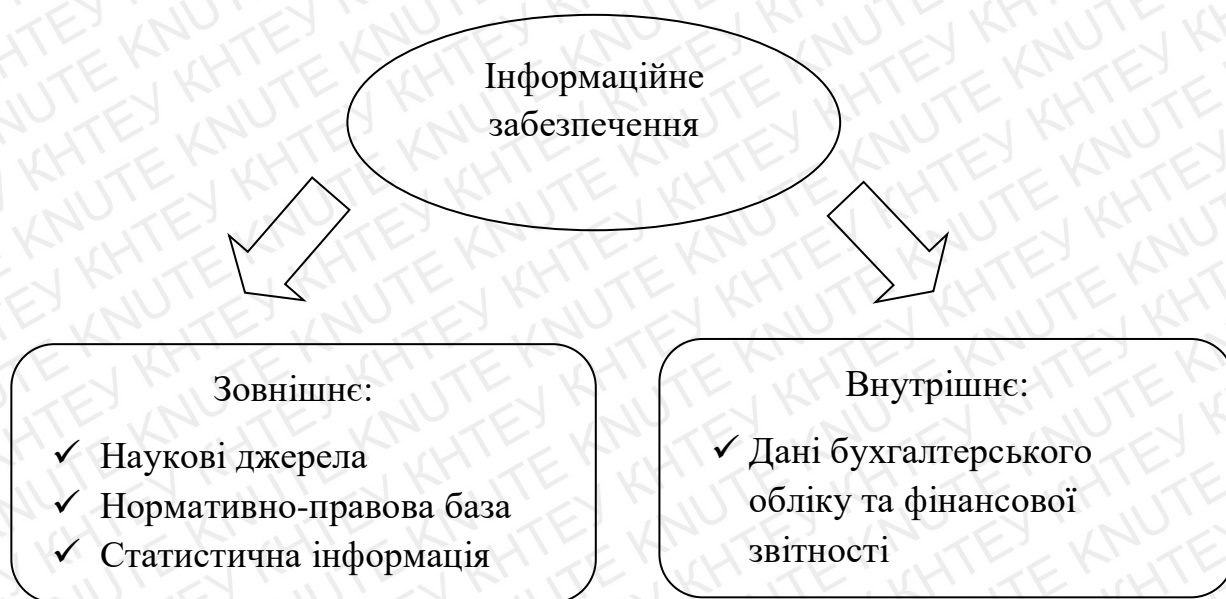 Інформаційне
забезпечення
Зовнішнє:
✓ Наукові джерела
✓ Нормативно-правова база
✓ Статистична інформація
Внутрішнє:
✓ Дані бухгалтерського
обліку та фінансової
звітності